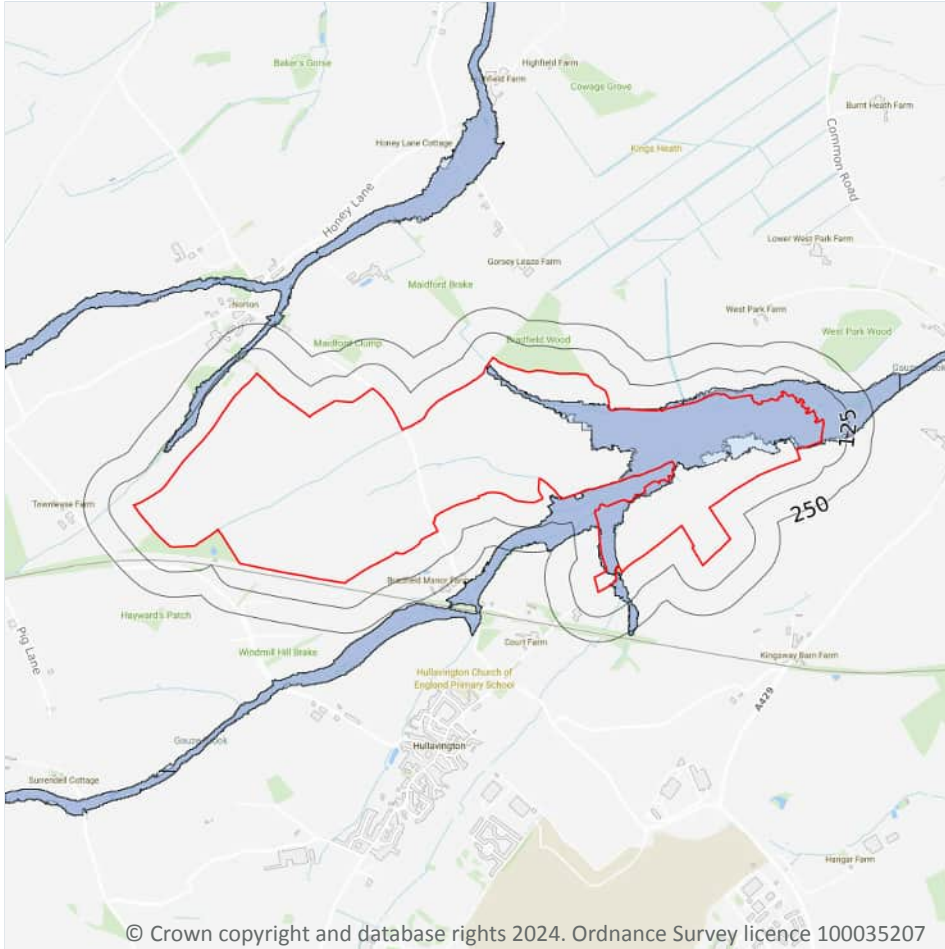 Highfield Farm
Baker's Gorse
Highfield Farm
Cowage Grove
Burnt Heath Farm
Honey Lane Cottage
Kings Heath
Common Road
Honey Lane
Lower West Park Farm
Gorsey Leaze Farm
Maidford Brake
Norton
West Park Farm
Maidford Clump
Bradfield Wood
West Park Wood
125
Townleyse Farm
250
Bradfield Manor Farm
Hayward's Patch
Pig Lane
Windmill Hill Brake
Court Farm
Kingsway Barn Farm
Hullavington Church of
England Primary School
A429
Hullavington
Surrendell Cottage
Hangar Farm
© Crown copyright and database rights 2024. Ordnance Survey licence 100035207